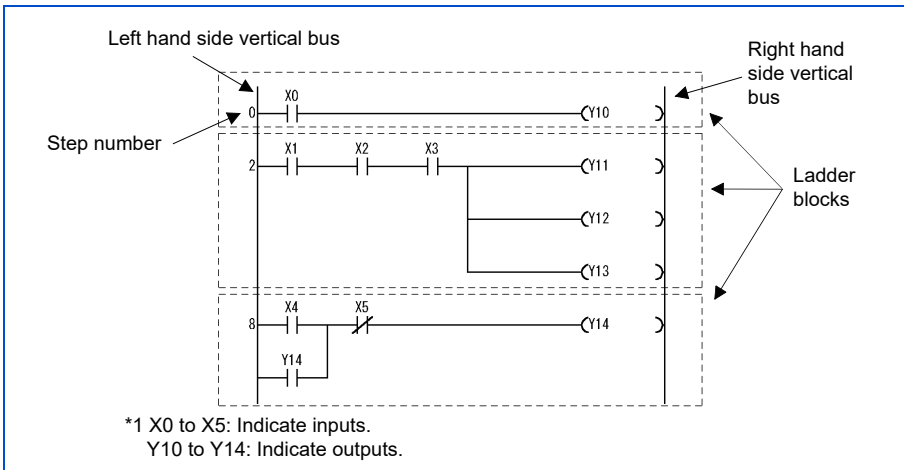 Left hand side vertical bus
Right hand
side vertical
bus
X0
0
Y10
Step number
X1 X2 X3
2
Y11
Ladder
blocks
Y12
Y13
X4 X5
8
Y14
Y14
*1 X0 to X5: Indicate inputs.
Y10 to Y14: Indicate outputs.